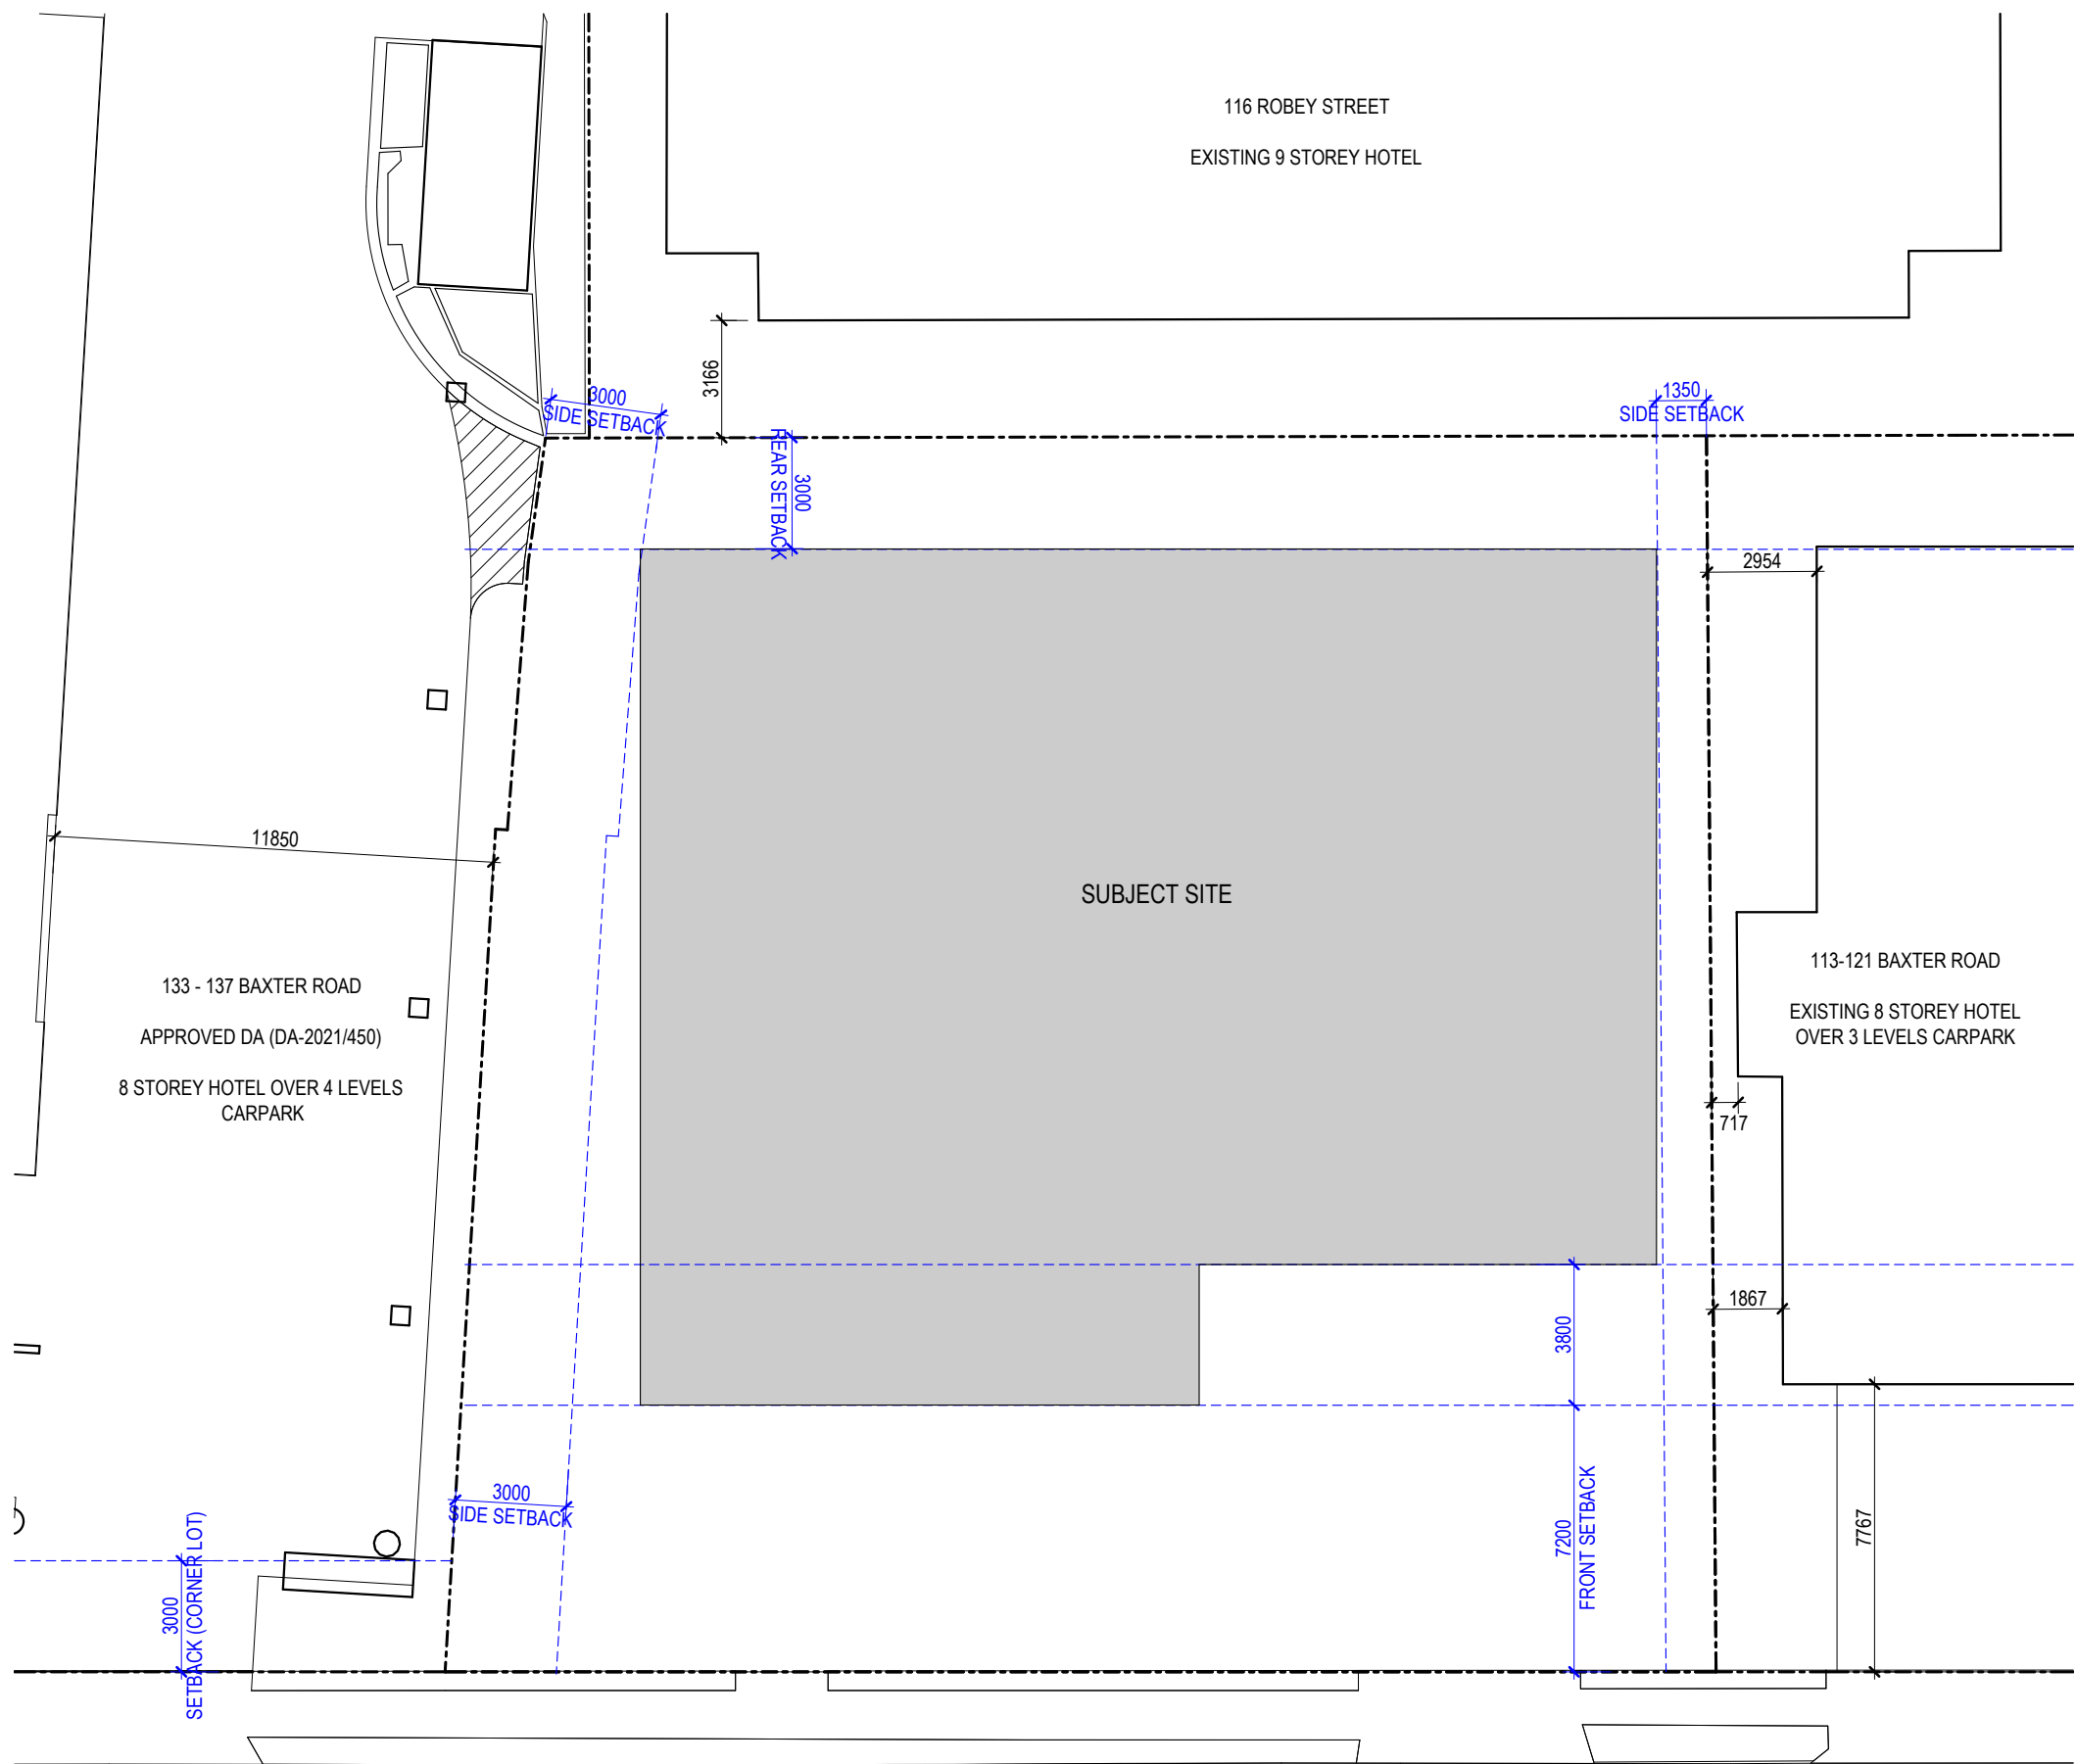 116 ROBEY STREET
EXISTING 9 STOREY HOTEL
3166
3000
SIDE SETBACK
1350
SIDE SETBACK
3000
REAR SETBACK
2954
11850
SUBJECT SITE
133 - 137 BAXTER ROAD
APPROVED DA (DA-2021/450)
8 STOREY HOTEL OVER 4 LEVELS
CARPARK
113-121 BAXTER ROAD
EXISTING 8 STOREY HOTEL
OVER 3 LEVELS CARPARK
717
1867
3800
3000
SIDE SETBACK
7200
FRONT SETBACK
7767
3000
SETBACK (CORNER LOT)